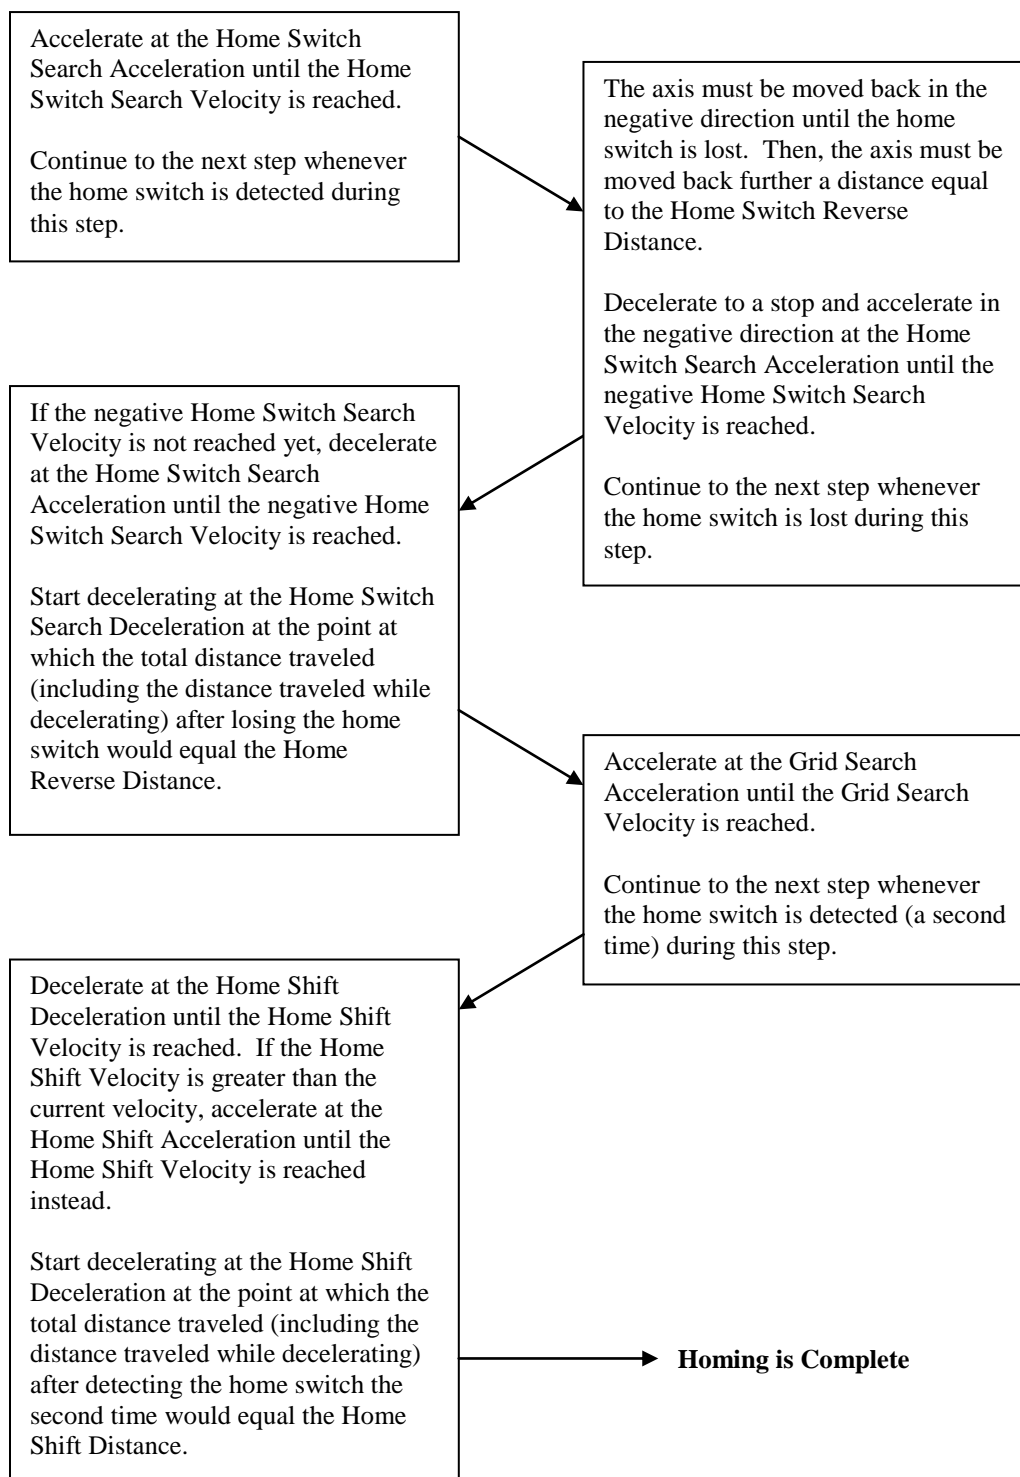 Accelerate at the Home Switch
Search Acceleration until the Home
Switch Search Velocity is reached.
Continue to the next step whenever
the home switch is detected during
this step.
The axis must be moved back in the
negative direction until the home
switch is lost.  Then, the axis must be
moved back further a distance equal
to the Home Switch Reverse
Distance.
Decelerate to a stop and accelerate in
the negative direction at the Home
Switch Search Acceleration until the
negative Home Switch Search
Velocity is reached.
Continue to the next step whenever
the home switch is lost during this
step.
If the negative Home Switch Search
Velocity is not reached yet, decelerate
at the Home Switch Search
Acceleration until the negative Home
Switch Search Velocity is reached.
Start decelerating at the Home Switch
Search Deceleration at the point at
which the total distance traveled
(including the distance traveled while
decelerating) after losing the home
switch would equal the Home
Reverse Distance.
Accelerate at the Grid Search
Acceleration until the Grid Search
Velocity is reached.
Continue to the next step whenever
the home switch is detected (a second
time) during this step.
Decelerate at the Home Shift
Deceleration until the Home Shift
Velocity is reached.  If the Home
Shift Velocity is greater than the
current velocity, accelerate at the
Home Shift Acceleration until the
Home Shift Velocity is reached
instead.
Start decelerating at the Home Shift
Deceleration at the point at which the
total distance traveled (including the
distance traveled while decelerating)
after detecting the home switch the
second time would equal the Home
Shift Distance.
Homing is Complete